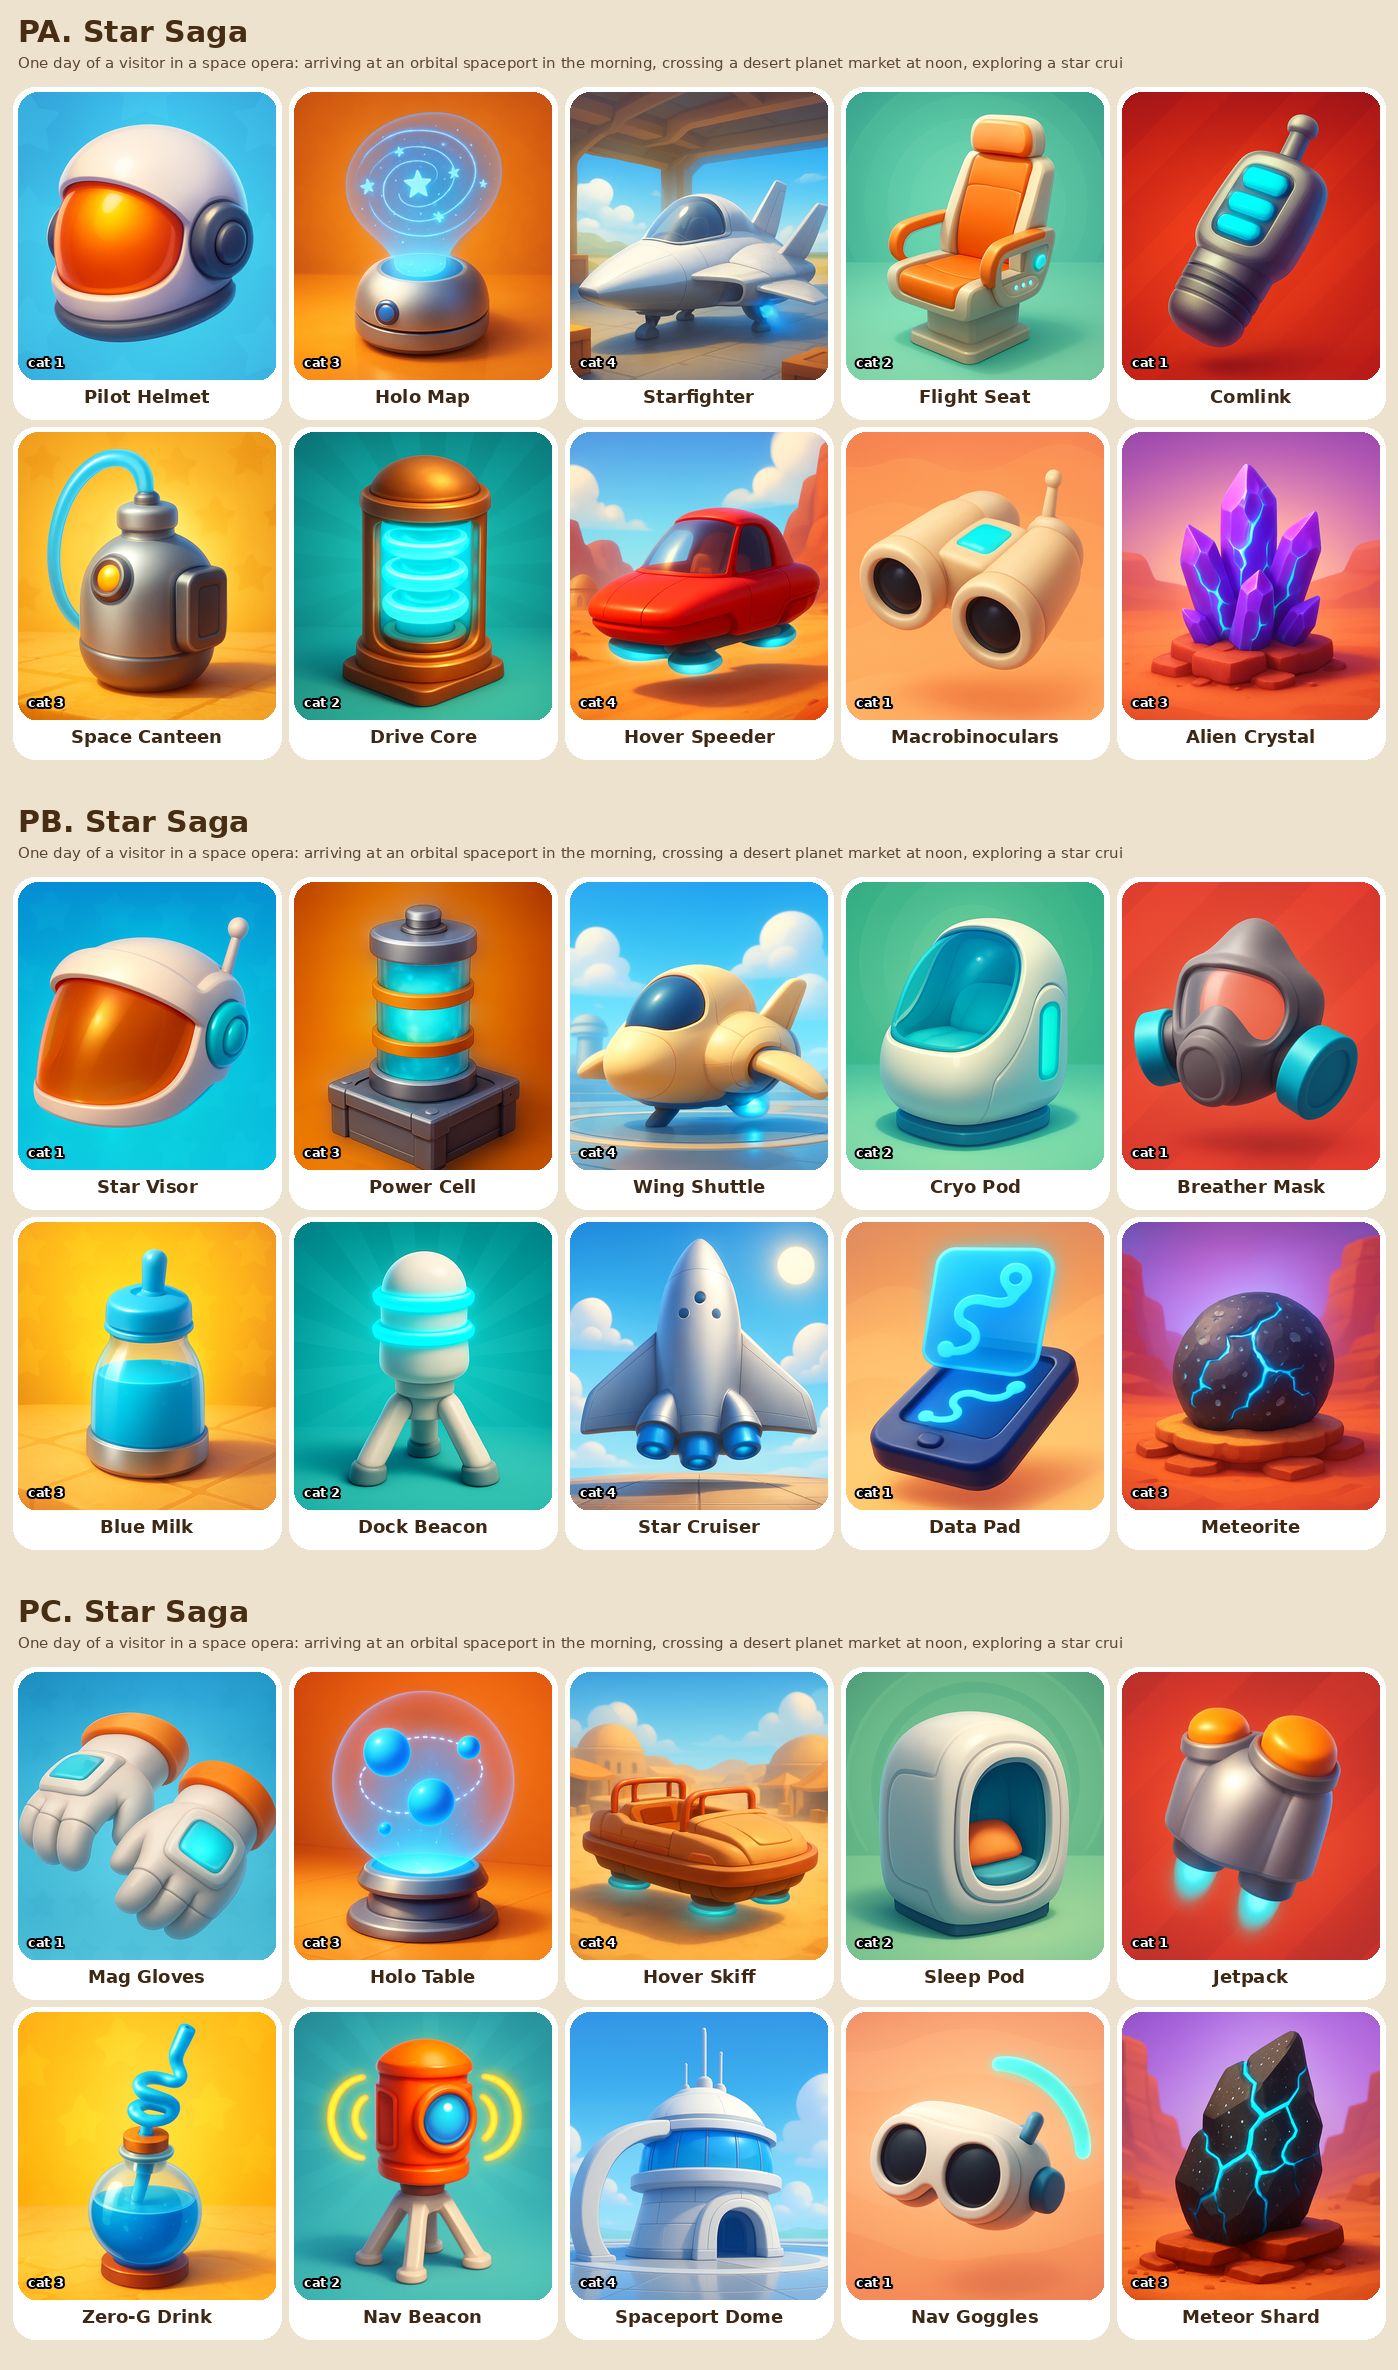 PA. Star Saga
One day of a visitor in a space opera: arriving at an orbital spaceport in the morning, crossing a desert planet market at noon, exploring a star crui
cat 1
cat 3
cat 4
cat 2
cat 1
Pilot Helmet
Holo Map
Starfighter
Flight Seat
Comlink
cat 3
cat 2
cat 4
cat 1
cat 3
Space Canteen
Drive Core
Hover Speeder
Macrobinoculars
Alien Crystal
PB. Star Saga
One day of a visitor in a space opera: arriving at an orbital spaceport in the morning, crossing a desert planet market at noon, exploring a star crui
cat 1
cat 3
cat 4
cat 2
cat 1
Star Visor
Power Cell
Wing Shuttle
Cryo Pod
Breather Mask
cat 3
cat 2
cat 4
cat 1
cat 3
Blue Milk
Dock Beacon
Star Cruiser
Data Pad
Meteorite
PC. Star Saga
One day of a visitor in a space opera: arriving at an orbital spaceport in the morning, crossing a desert planet market at noon, exploring a star crui
cat 1
cat 3
cat 4
cat 2
cat 1
Mag Gloves
Holo Table
Hover Skiff
Sleep Pod
Jetpack
cat 3
cat 2
cat 4
cat 1
cat 3
Zero-G Drink
Nav Beacon
Spaceport Dome
Nav Goggles
Meteor Shard